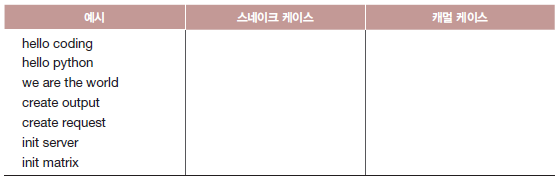 예시 스네이크 케이스 캐멀 케이스
hello coding
hello python
we are the world
create output
create request
init server
init matrix